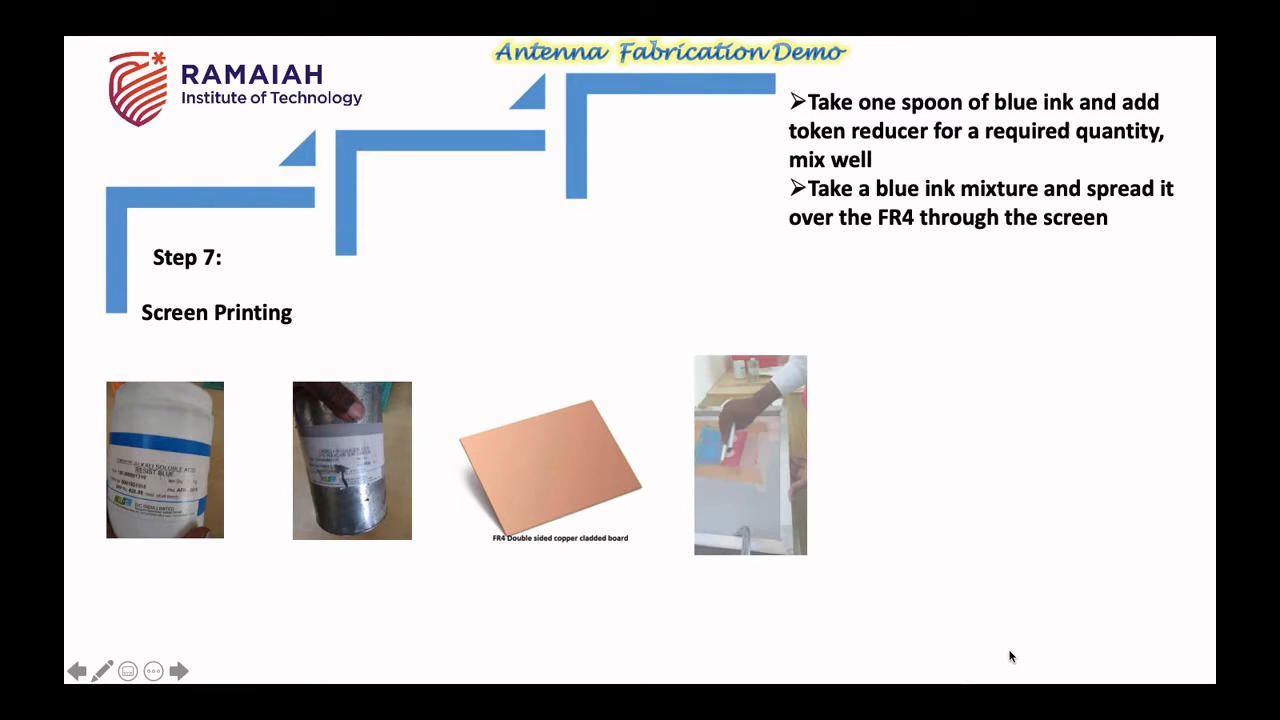 Antenna Fabrication Demo
RAMAIAH
Institute of Technology
➢Take one spoon of blue ink and add
token reducer for a required quantity,
mix well
➢Take a blue ink mixture and spread it
over the FR4 through the screen
Step 7:
Screen Printing
RESIST BLUE
FR4 Double sided copper cladded board